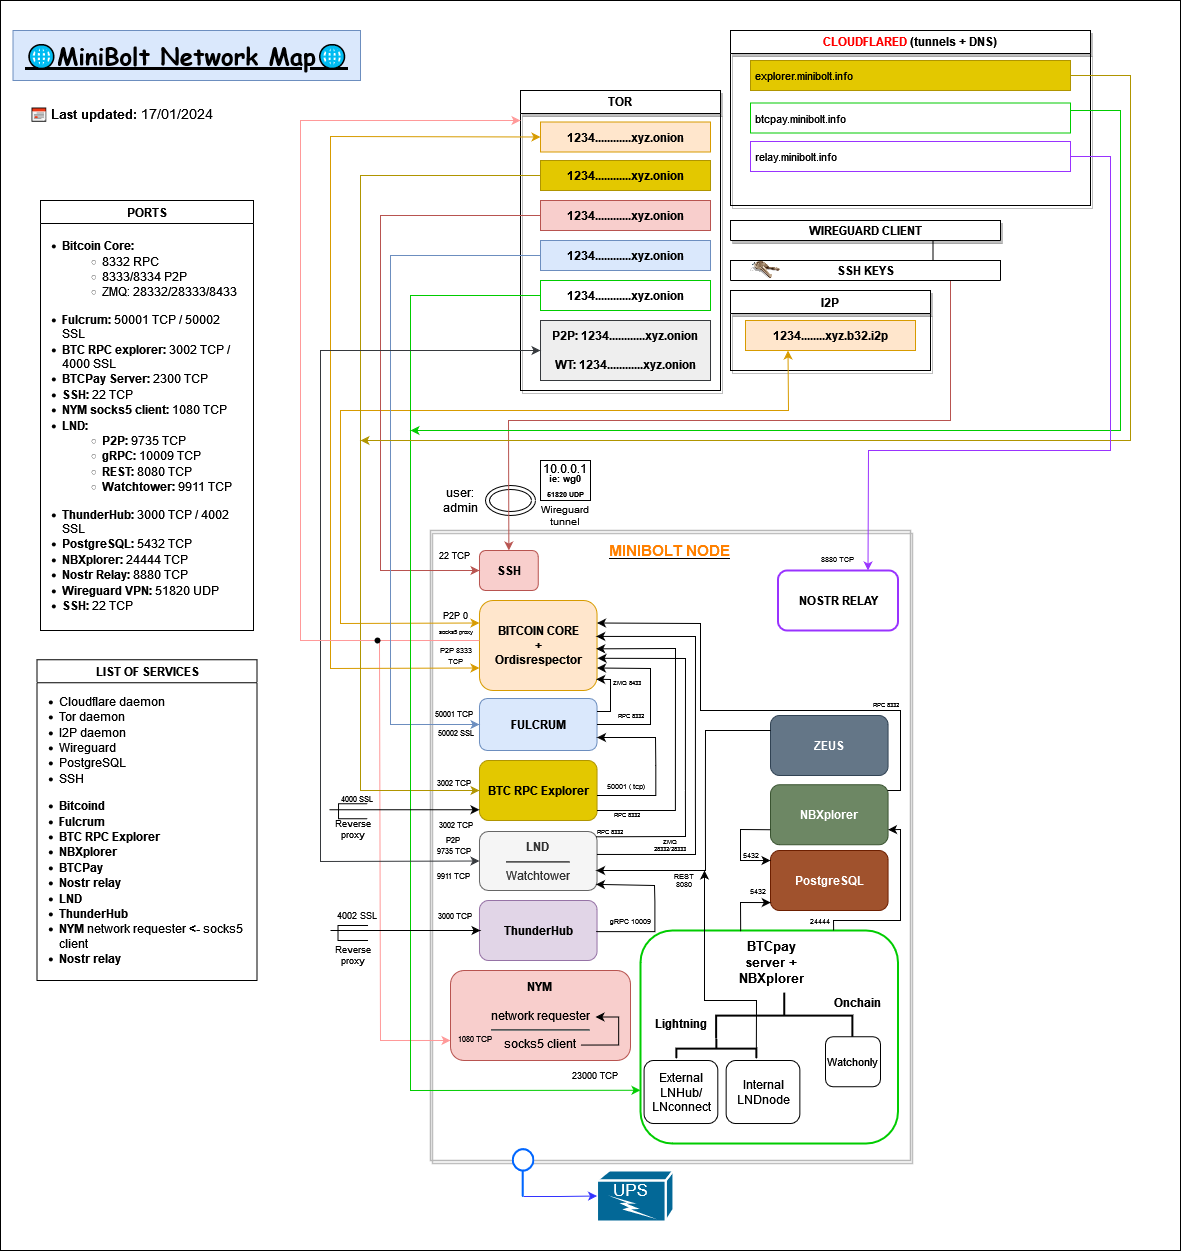 MiniBolt Network Map
Last updated: 17/01/2024
PORTS
Bitcoin Core:
8332 RPC
8333/8334 P2P
ZMQ: 28332/28333/8433
Fulcrum: 50001 TCP / 50002
SSL
BTC RPC explorer: 3002 TCP /
4000 SSL
BTCPay Server: 2300 TCP
SSH: 22 TCP
NYM socks5 client: 1080 TCP
LND:
P2P: 9735 TCP
gRPC: 10009 TCP
REST: 8080 TCP
Watchtower: 9911 TCP
ThunderHub: 3000 TCP / 4002
SSL
PostgreSQL: 5432 TCP
NBXplorer: 24444 TCP
Nostr Relay: 8880 TCP
Wireguard VPN: 51820 UDP
SSH: 22 TCP
LIST OF SERVICES
Cloudflare daemon
Tor daemon
I2P daemon
Wireguard
PostgreSQL
SSH
Bitcoind
Fulcrum
BTC RPC Explorer
NBXplorer
BTCPay
Nostr relay
LND
ThunderHub
NYM network requester <- socks5
client
Nostr relay
TOR
1234............xyz.onion
1234............xyz.onion
1234............xyz.onion
1234............xyz.onion
1234............xyz.onion
P2P: 1234............xyz.onion
WT: 1234............xyz.onion
CLOUDFLARED (tunnels + DNS)
explorer.minibolt.info
btcpay.minibolt.info
relay.minibolt.info
WIREGUARD CLIENT
SSH KEYS
I2P
1234........xyz.b32.i2p
user:
admin
10.0.0.1
ie: wg0
51820 UDP
Wireguard
tunnel
MINIBOLT NODE
22 TCP
SSH
8880 TCP
NOSTR RELAY
P2P 0
socks5 proxy
P2P 8333
TCP
BITCOIN CORE
+
Ordisrespector
ZMQ 8433
RPC 8332
RPC 8332
50001 TCP
50002 SSL
FULCRUM
ZEUS
3002 TCP
BTC RPC Explorer
50001 ( tcp)
RPC 8332
4000 SSL
Reverse
proxy
3002 TCP
NBXplorer
P2P
9735 TCP
9911 TCP
LND
Watchtower
RPC 8332
ZMQ
28332/28333
REST
8080
5432
PostgreSQL
5432
24444
4002 SSL
Reverse
proxy
3000 TCP
ThunderHub
gRPC 10009
BTCpay
server +
NBXplorer
NYM
network requester
1080 TCP
socks5 client
Lightning
Onchain
Watchonly
23000 TCP
External
LNHub/
LNconnect
Internal
LNDnode
UPS